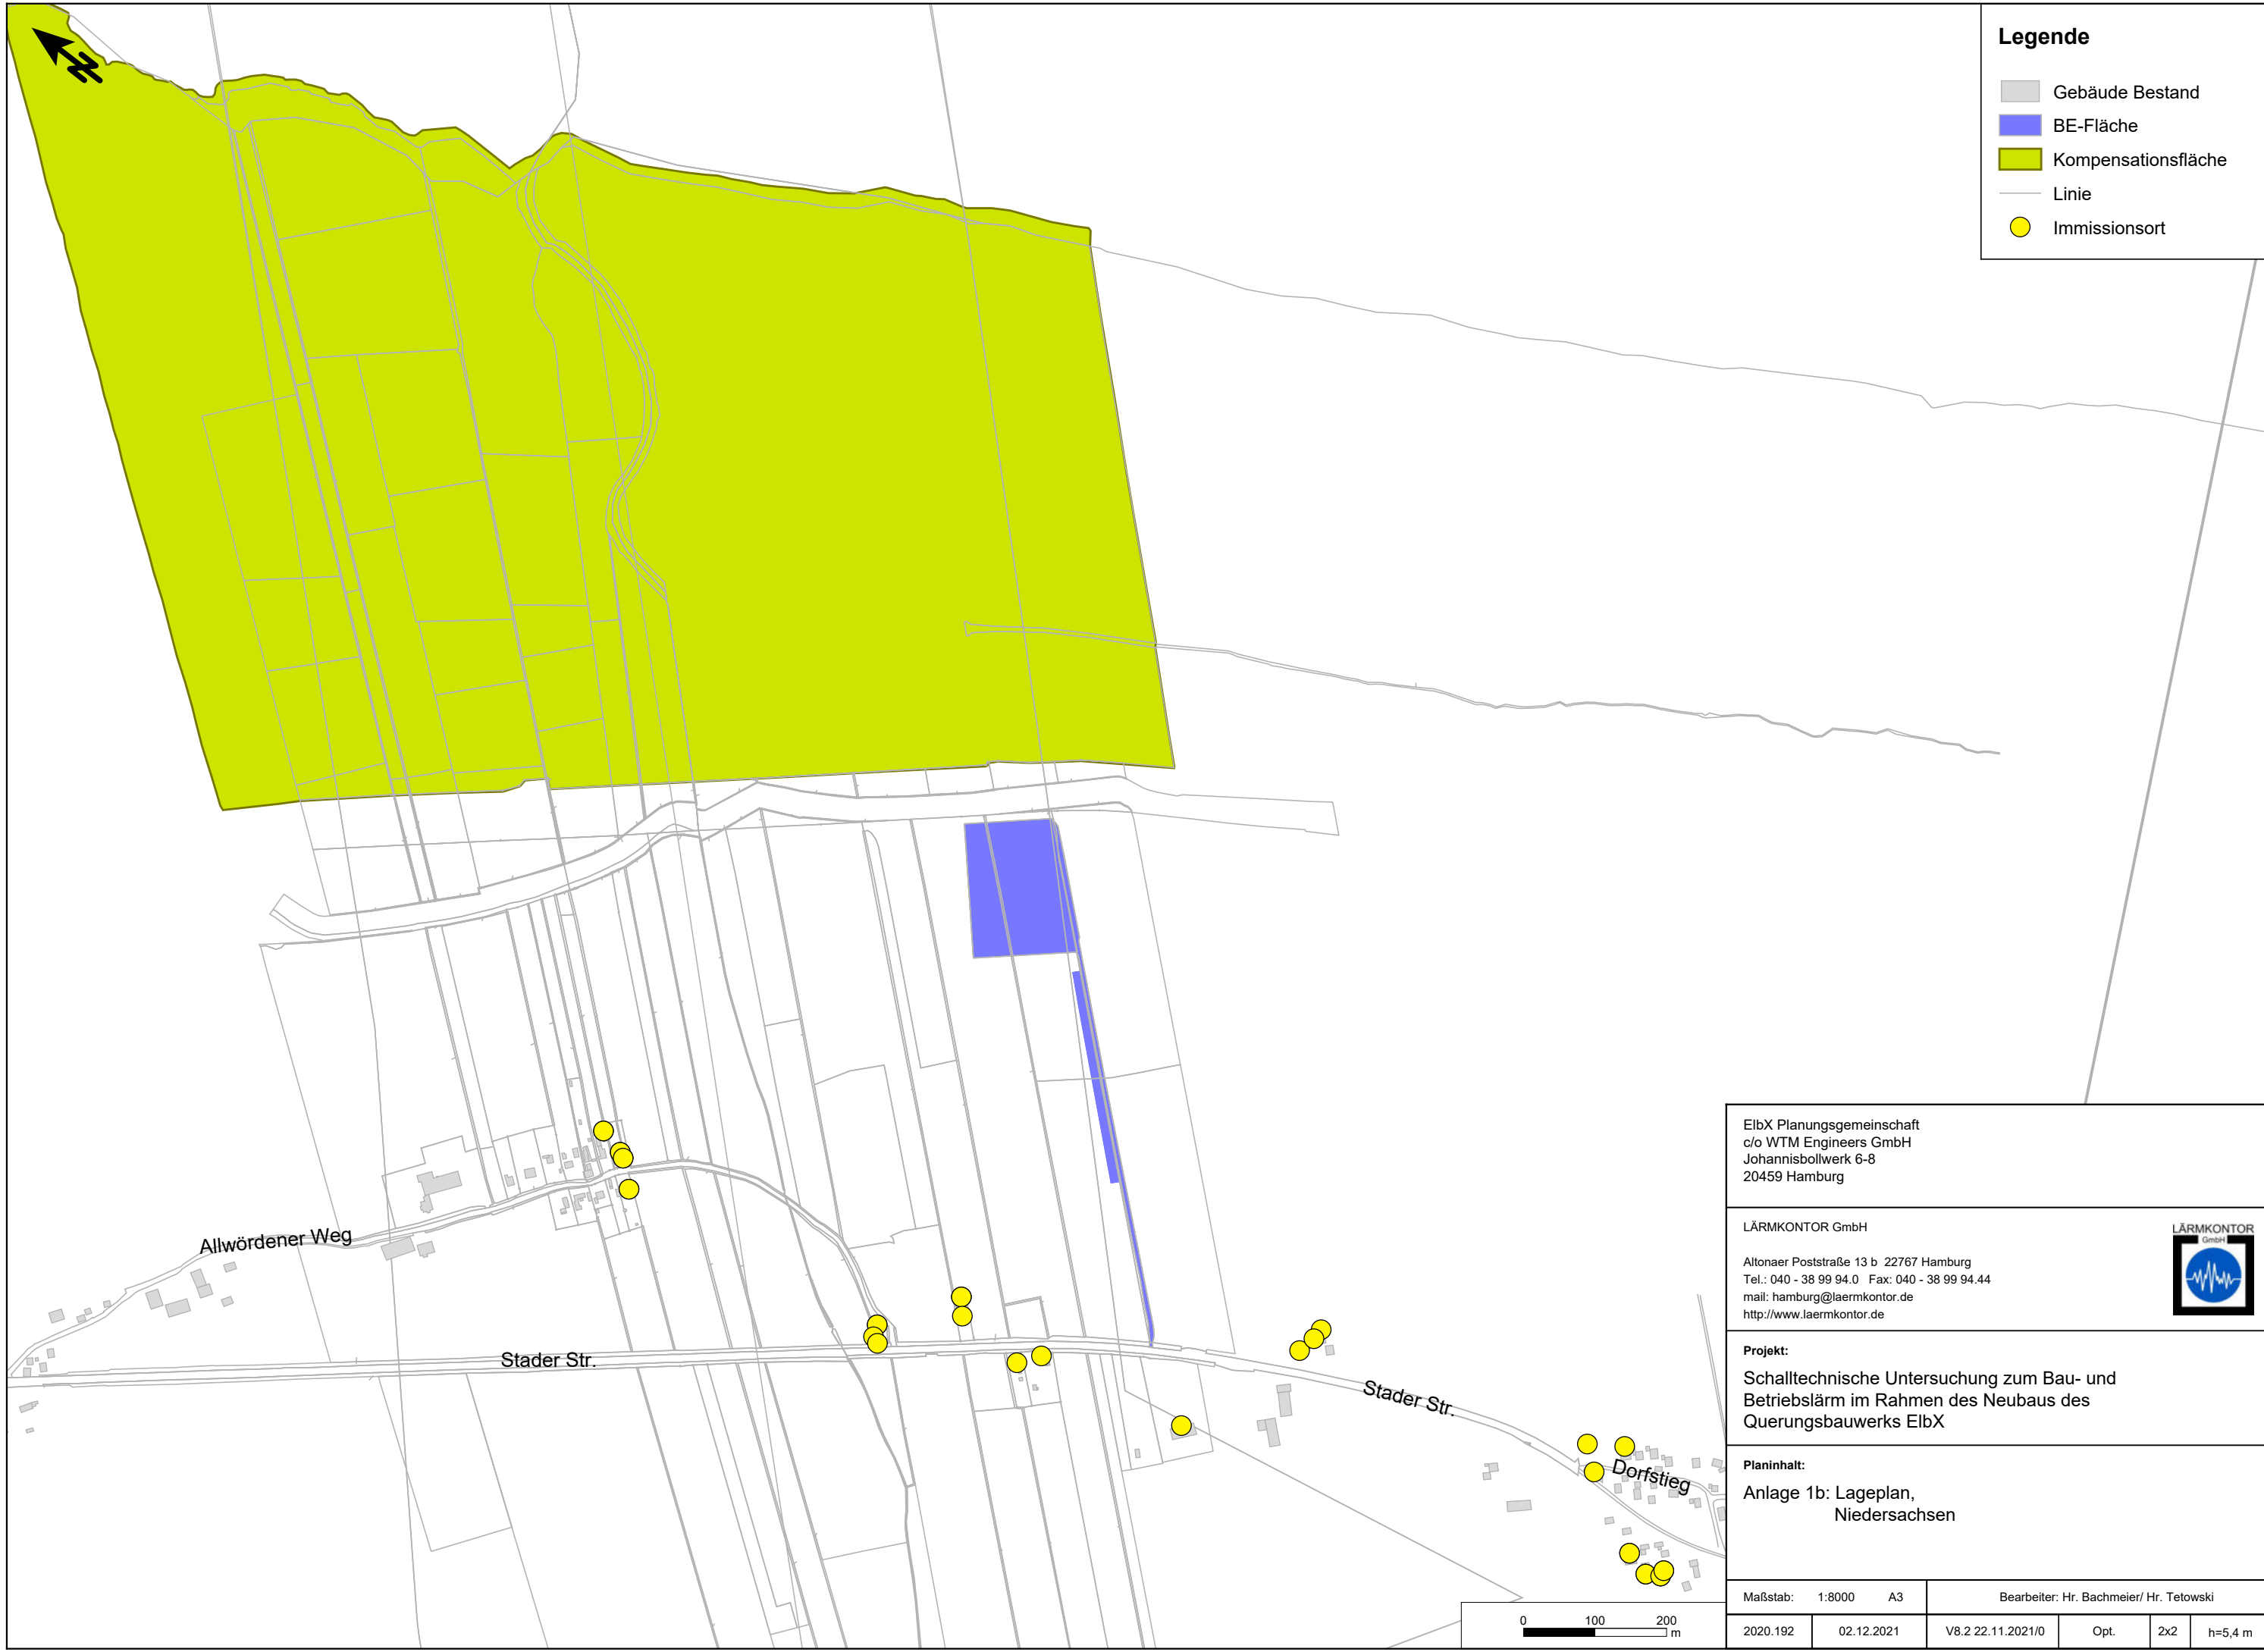 N
Legende
Gebäude Bestand
BE-Fläche
Kompensationsfläche
Linie
Immissionsort
Allwördener Weg
Stader Str.
Stader Str.
Dorfstieg
0 100 200
m
ElbX Planungsgemeinschaft
c/o WTM Engineers GmbH
Johannisbollwerk 6-8
20459 Hamburg
LÄRMKONTOR GmbH
Altonaer Poststraße 13 b 22767 Hamburg
Tel.: 040 - 38 99 94.0 Fax: 040 - 38 99 94.44
mail: hamburg@laermkontor.de
http://www.laermkontor.de
LÄRMKONTOR
GmbH
Projekt:
Schalltechnische Untersuchung zum Bau- und
Betriebslärm im Rahmen des Neubaus des
Querungsbauwerks ElbX
Planinhalt:
Anlage 1b: Lageplan,
Niedersachsen
Maßstab: 1:8000 A3 Bearbeiter: Hr. Bachmeier/ Hr. Tetowski
2020.192 02.12.2021 V8.2 22.11.2021/0 Opt. 2x2 h=5,4 m